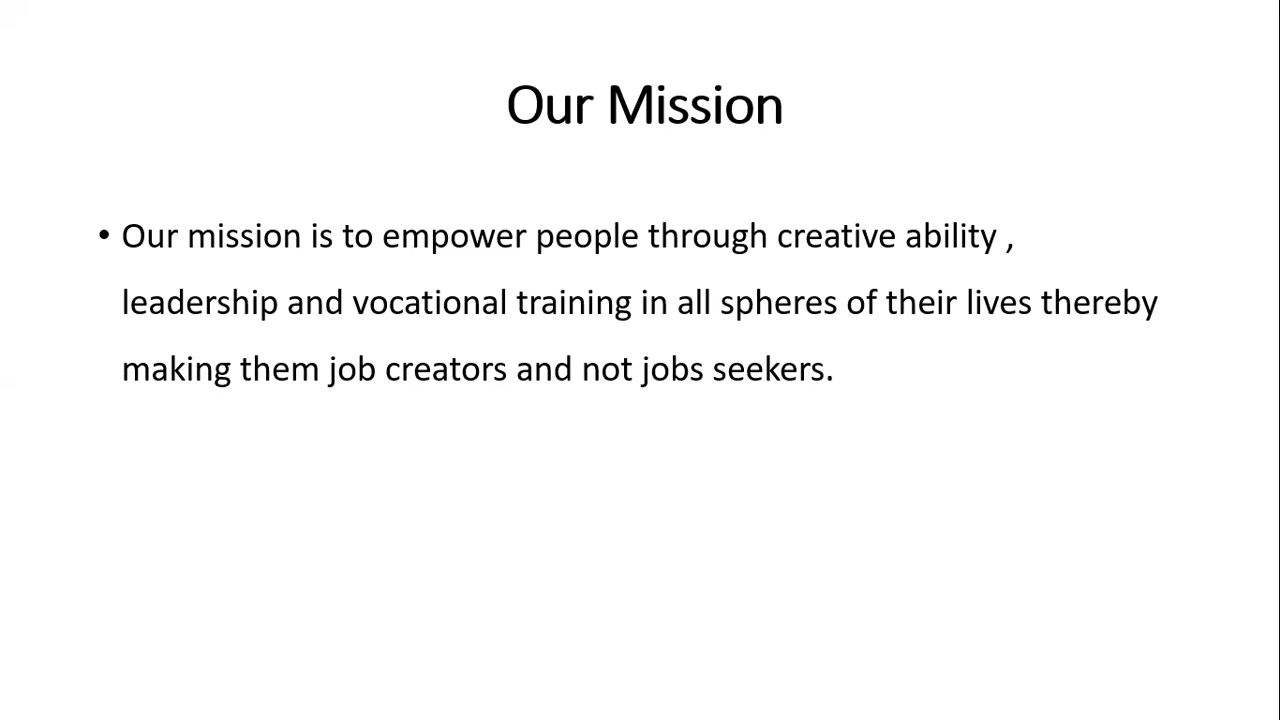 Our Mission
• Our mission is to empower people through creative ability ,
leadership and vocational training in all spheres of their lives thereby
making them job creators and not jobs seekers.